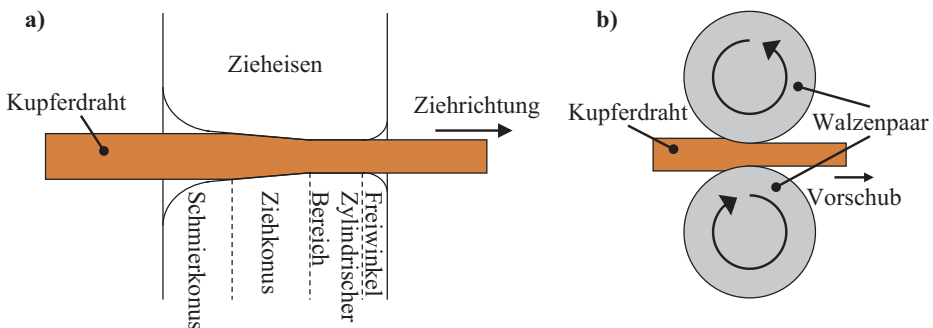 a)
Zieheisen
Kupferdraht
Ziehrichtung
Schmierkonus
Ziehkonus
Zylindrischer
Bereich
Freiwinkel
b)
Kupferdraht
Walzenpaar
Vorschub